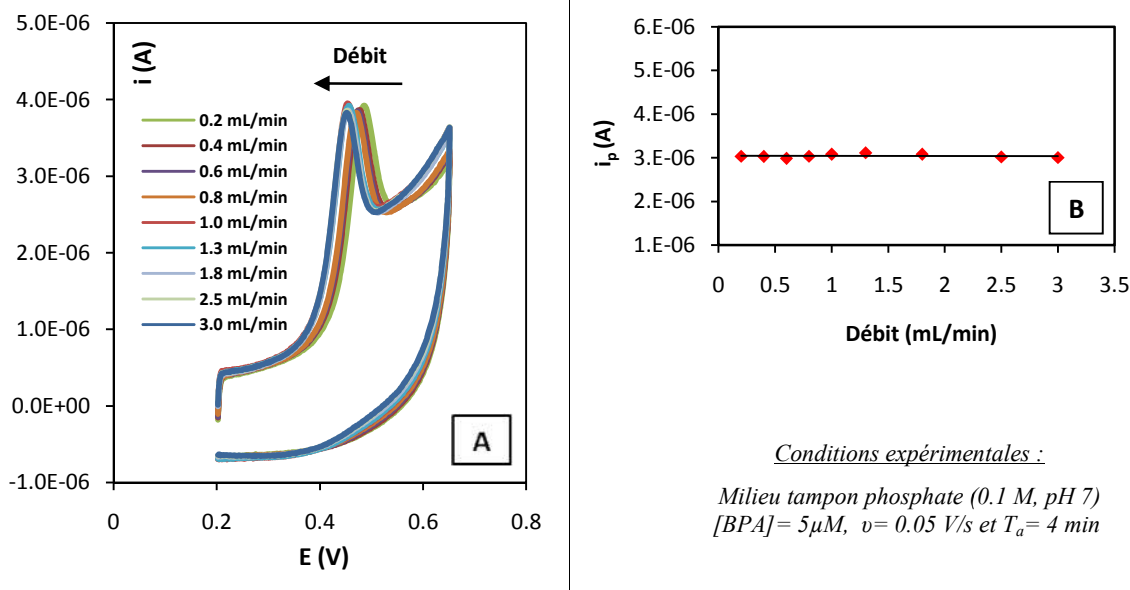 5.0E-06
4.0E-06
3.0E-06
2.0E-06
1.0E-06
0.0E+00
-1.0E-06
i (A)
Débit
0.2 mL/min
0.4 mL/min
0.6 mL/min
0.8 mL/min
1.0 mL/min
1.3 mL/min
1.8 mL/min
2.5 mL/min
3.0 mL/min
A
0 0.2 0.4 0.6 0.8
E (V)
6.E-06
5.E-06
4.E-06
3.E-06
2.E-06
1.E-06
ip (A)
B
0 0.5 1 1.5 2 2.5 3 3.5
Débit (mL/min)
Conditions expérimentales :
Milieu tampon phosphate (0.1 M, pH 7)
[BPA]= 5µM, υ= 0.05 V/s et Ta= 4 min